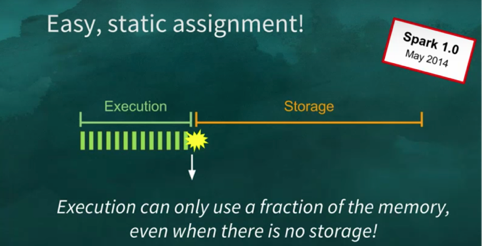 Easy, static assignment!
Spark 1.0
May 2014
Execution
Storage
Execution can only use a fraction of the memory,
even when there is no storage!